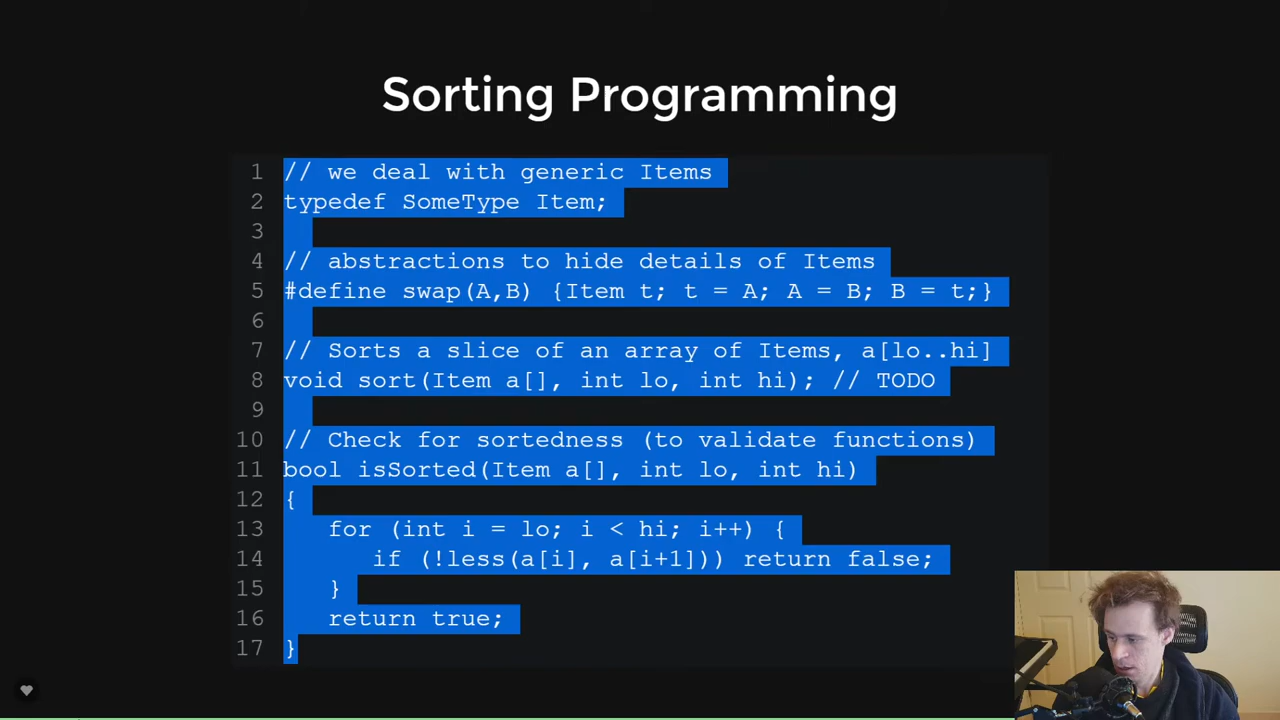 Sorting Programming
1 // we deal with generic Items
2 typedef SomeType Item;
3
4 // abstractions to hide details of Items
5 #define swap(A,B) {Item t; t = A; A = B; B = t;}
6
7 // Sorts a slice of an array of Items, a[lo..hi]
8 void sort(Item a[], int lo, int hi); // TODO
9
10 // Check for sortedness (to validate functions)
11 bool isSorted(Item a[], int lo, int hi)
12 {
13    for (int i = lo; i < hi; i++) {
14       if (!less(a[i], a[i+1])) return false;
15    }
16    return true;
17 }